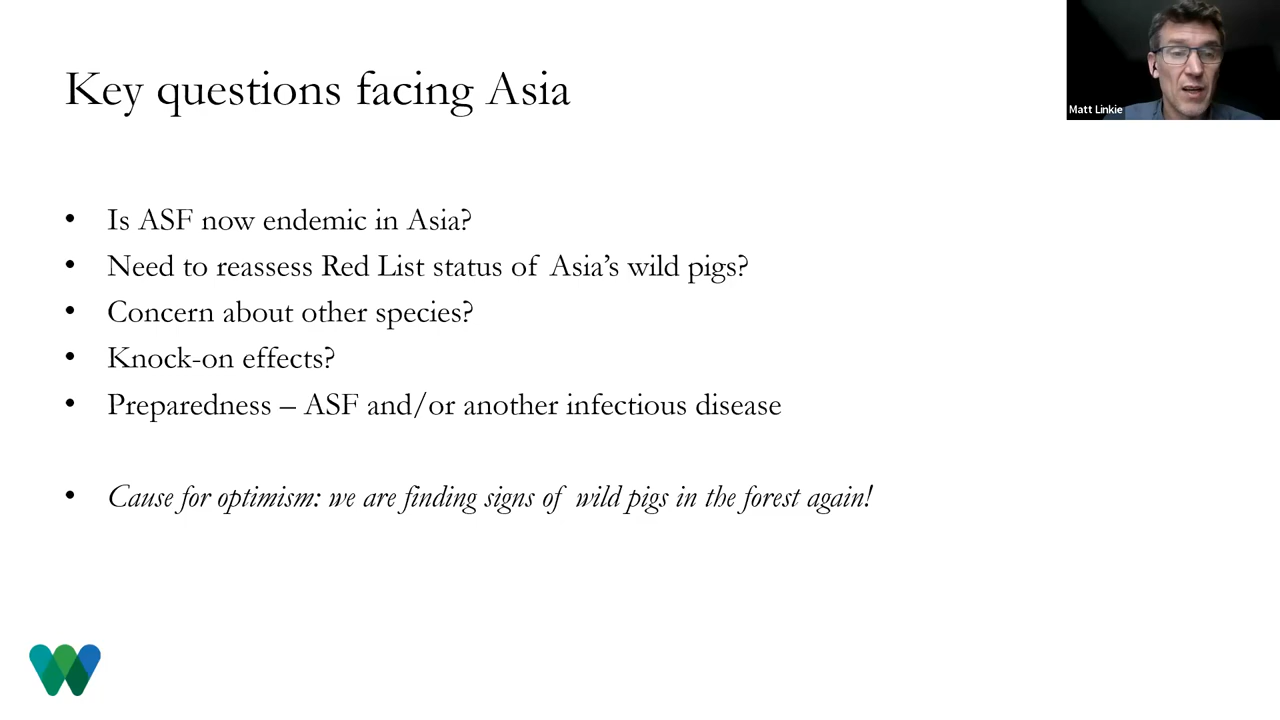 Key questions facing Asia
Matt Linkie
• Is ASF now endemic in Asia?
• Need to reassess Red List status of Asia’s wild pigs?
• Concern about other species?
• Knock-on effects?
• Preparedness – ASF and/or another infectious disease
• Cause for optimism: we are finding signs of wild pigs in the forest again!